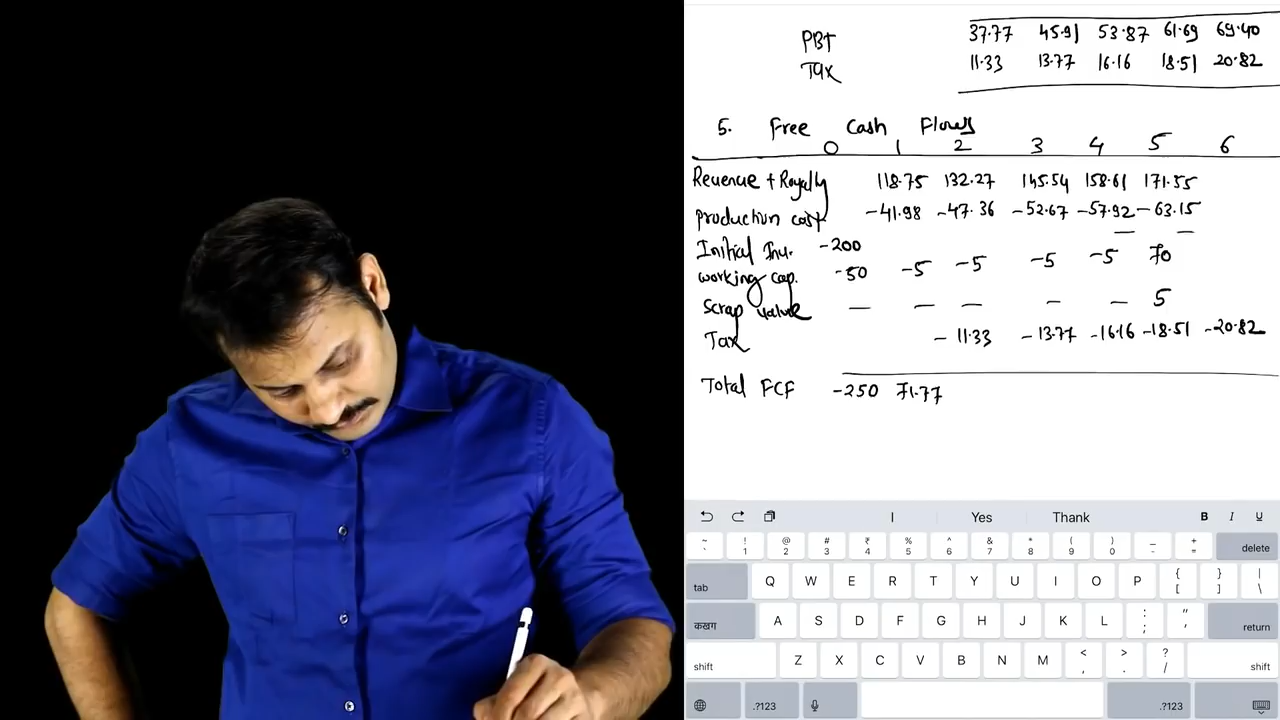 PBT 37.77 45.91 53.87 61.69 69.40
Tax 11.33 13.77 16.16 18.51 20.82
5. Free Cash Flows
0 1 2 3 4 5 6
Revenue + Royalty 118.75 132.27 145.54 158.61 171.55
production cost -41.98 -47.36 -52.67 -57.92 -63.15
Initial Inv. -200 — —
working cap. -50 -5 -5 -5 -5 70
Scrap value — — — — — 5
Tax - 11.33 - 13.77 -16.16 -18.51 -20.82
Total FCF -250 71.77
I Yes Thank B I U
~ ` ! 1 @ 2 # 3 ₹ 4 % 5 ^ 6 & 7 * 8 ( 9 ) 0 _ - + = delete
tab Q W E R T Y U I O P { [ } ] | \
कखग A S D F G H J K L : ; " ' return
shift Z X C V B N M < , > . ? / shift
.?123 .?123